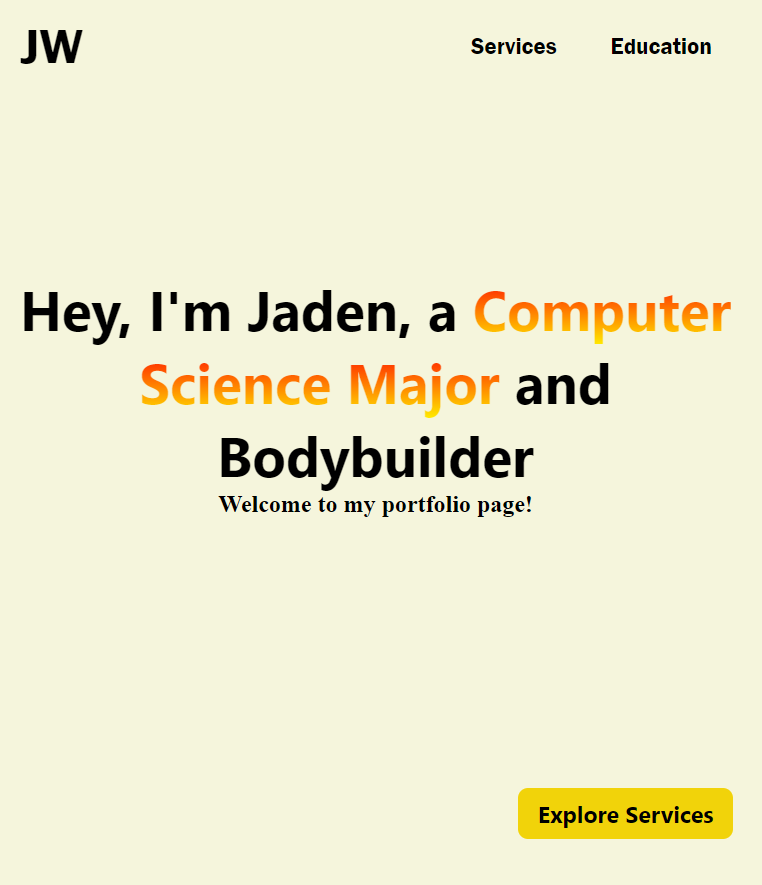 JW
Services
Education
Hey, I'm Jaden, a Computer
Science Major and
Bodybuilder
Welcome to my portfolio page!
Explore Services